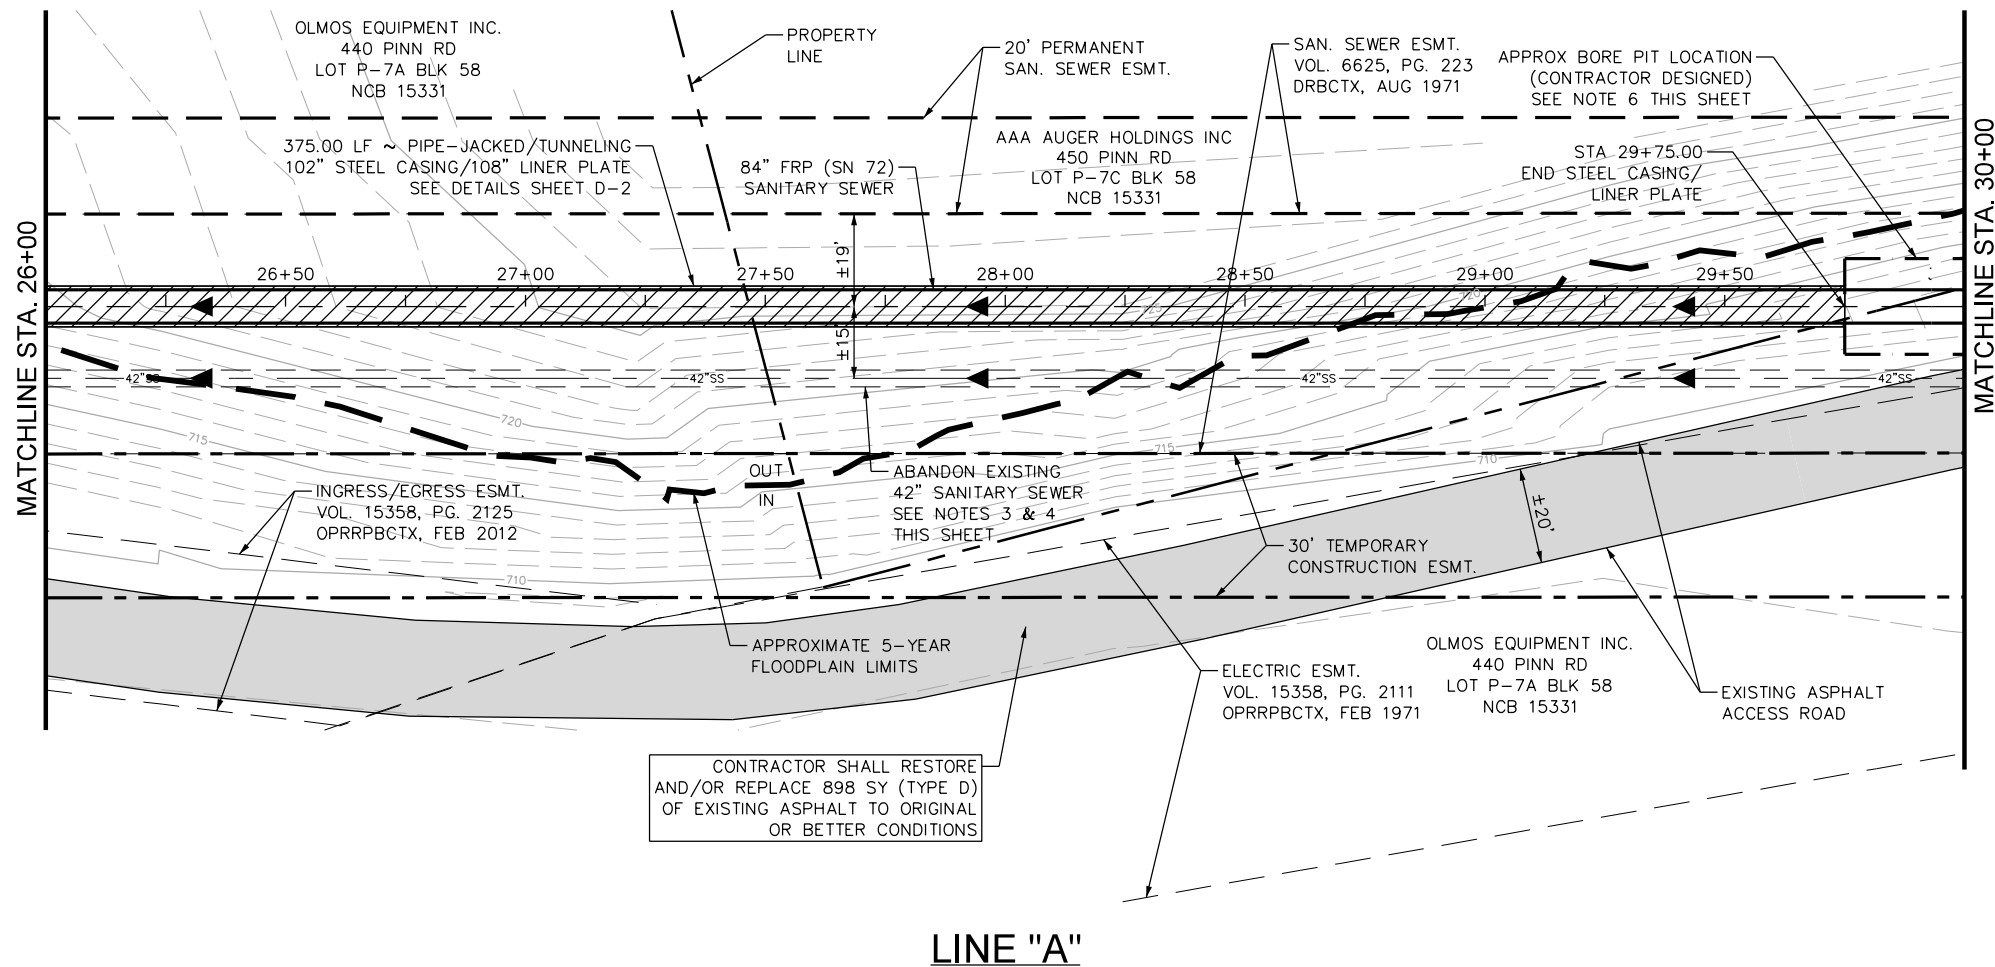 OLMOS EQUIPMENT INC.
440 PINN RD
LOT P-7A BLK 58
NCB 15331
PROPERTY
LINE
20' PERMANENT
SAN. SEWER ESMT.
SAN. SEWER ESMT.
VOL. 6625, PG. 223
DRBCTX, AUG 1971
APPROX BORE PIT LOCATION
(CONTRACTOR DESIGNED)
SEE NOTE 6 THIS SHEET
375.00 LF ~ PIPE-JACKED/TUNNELING
102" STEEL CASING/108" LINER PLATE
SEE DETAILS SHEET D-2
84" FRP (SN 72)
SANITARY SEWER
AAA AUGER HOLDINGS INC
450 PINN RD
LOT P-7C BLK 58
NCB 15331
STA 29+75.00
END STEEL CASING/
LINER PLATE
MATCHLINE STA. 26+00
MATCHLINE STA. 30+00
±19'
26+50
27+00
27+50
28+00
28+50
29+00
29+50
725
720
±15'
42"SS
42"SS
42"SS
42"SS
720
715
715
710
OUT
IN
INGRESS/EGRESS ESMT.
VOL. 15358, PG. 2125
OPRRPBCTX, FEB 2012
ABANDON EXISTING
42" SANITARY SEWER
SEE NOTES 3 & 4
THIS SHEET
±20'
710
30' TEMPORARY
CONSTRUCTION ESMT.
APPROXIMATE 5-YEAR
FLOODPLAIN LIMITS
ELECTRIC ESMT.
VOL. 15358, PG. 2111
OPRRPBCTX, FEB 1971
OLMOS EQUIPMENT INC.
440 PINN RD
LOT P-7A BLK 58
NCB 15331
EXISTING ASPHALT
ACCESS ROAD
CONTRACTOR SHALL RESTORE
AND/OR REPLACE 898 SY (TYPE D)
OF EXISTING ASPHALT TO ORIGINAL
OR BETTER CONDITIONS
LINE "A"